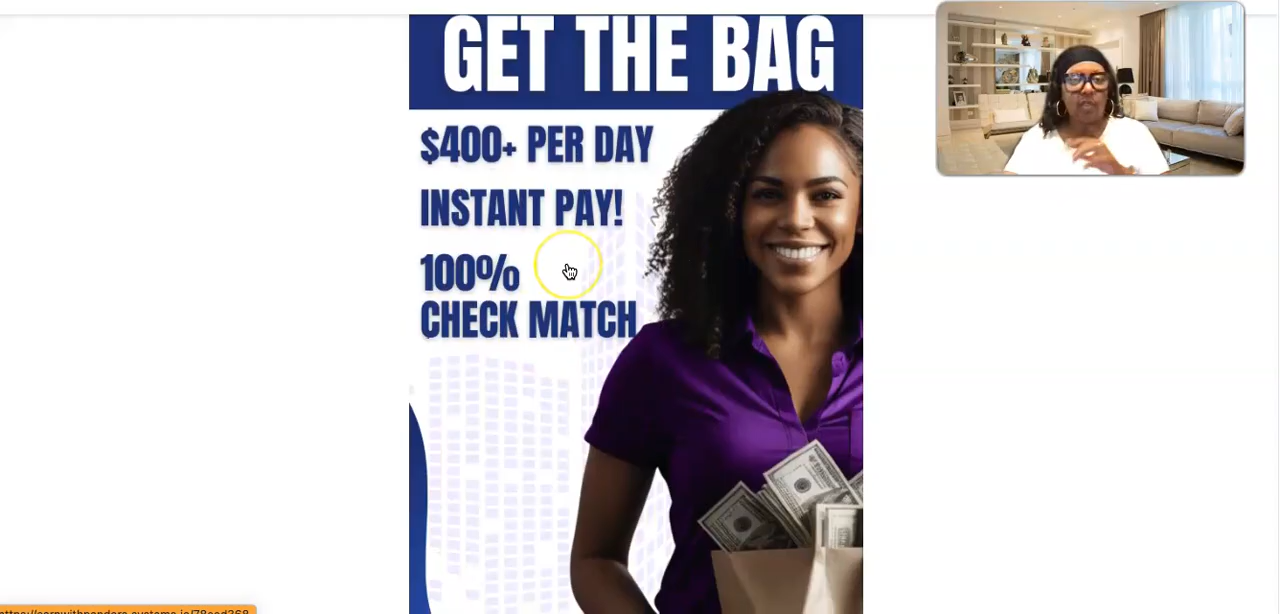 GET THE BAG
$400+ PER DAY
INSTANT PAY!
100%
CHECK MATCH